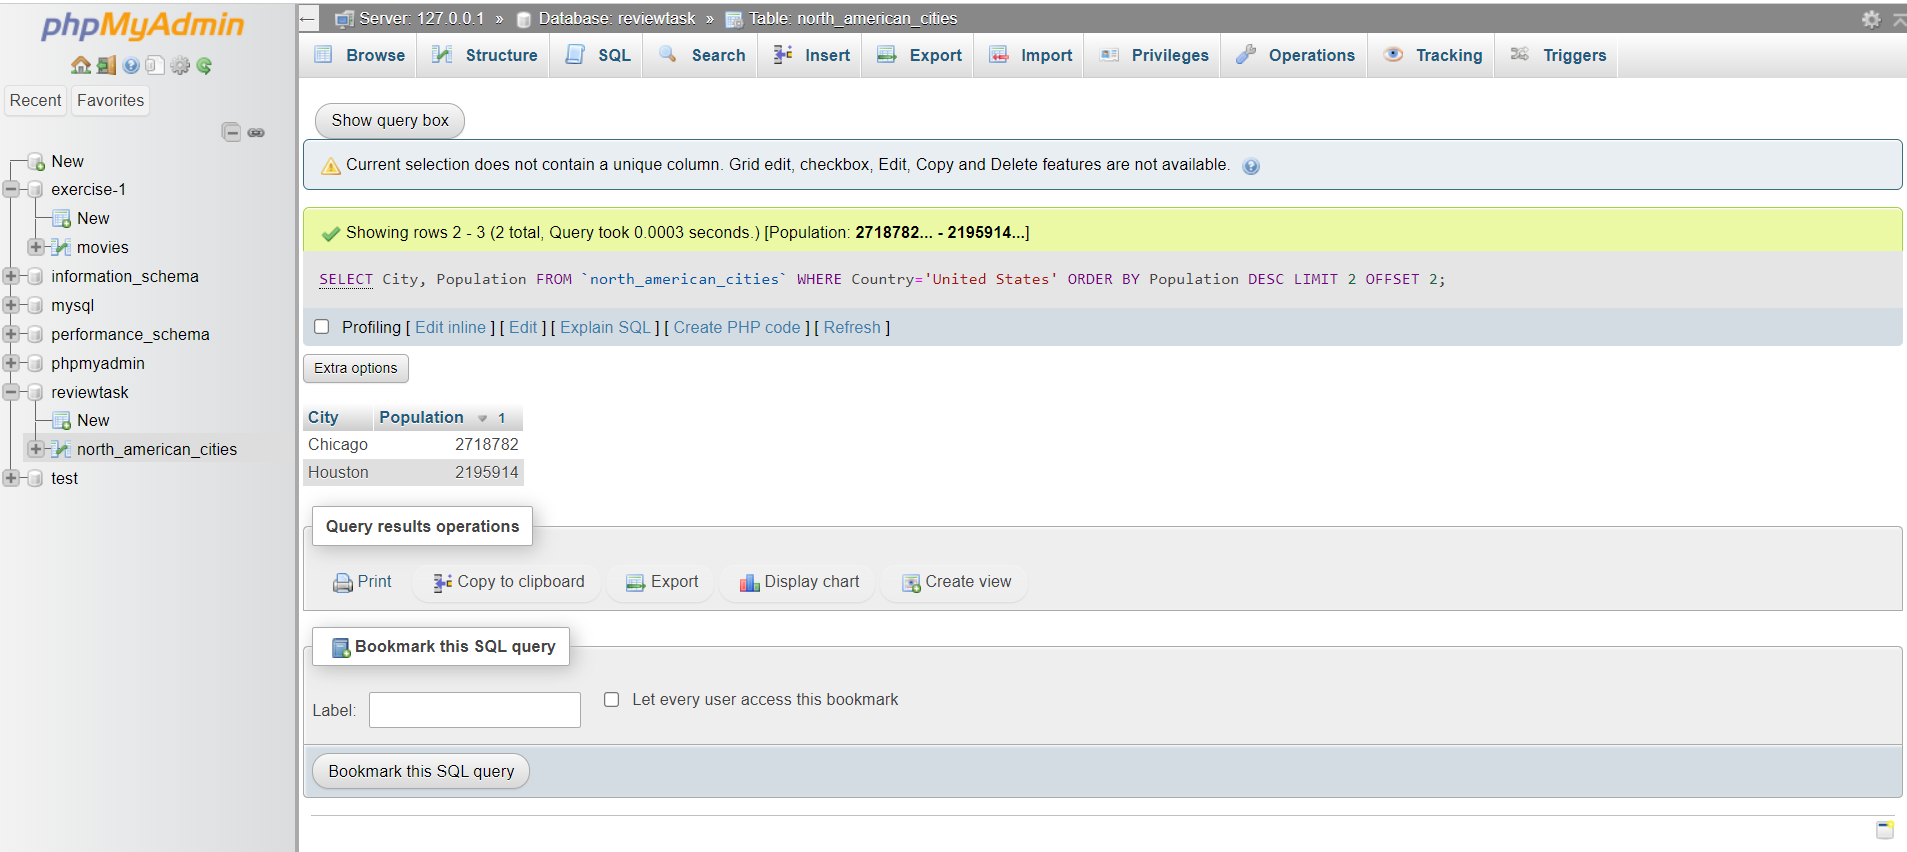 phpMyAdmin
Recent Favorites
New
exercise-1
New
movies
information_schema
mysql
performance_schema
phpmyadmin
reviewtask
New
north_american_cities
test
Server: 127.0.0.1 » Database: reviewtask » Table: north_american_cities
Browse Structure SQL Search Insert Export Import Privileges Operations Tracking Triggers
Show query box
Current selection does not contain a unique column. Grid edit, checkbox, Edit, Copy and Delete features are not available.
Showing rows 2 - 3 (2 total, Query took 0.0003 seconds.) [Population: 2718782... - 2195914...]
SELECT City, Population FROM `north_american_cities` WHERE Country='United States' ORDER BY Population DESC LIMIT 2 OFFSET 2;
Profiling [ Edit inline ] [ Edit ] [ Explain SQL ] [ Create PHP code ] [ Refresh ]
Extra options
City Population 1
Chicago 2718782
Houston 2195914
Query results operations
Print Copy to clipboard Export Display chart Create view
Bookmark this SQL query
Label: Let every user access this bookmark
Bookmark this SQL query